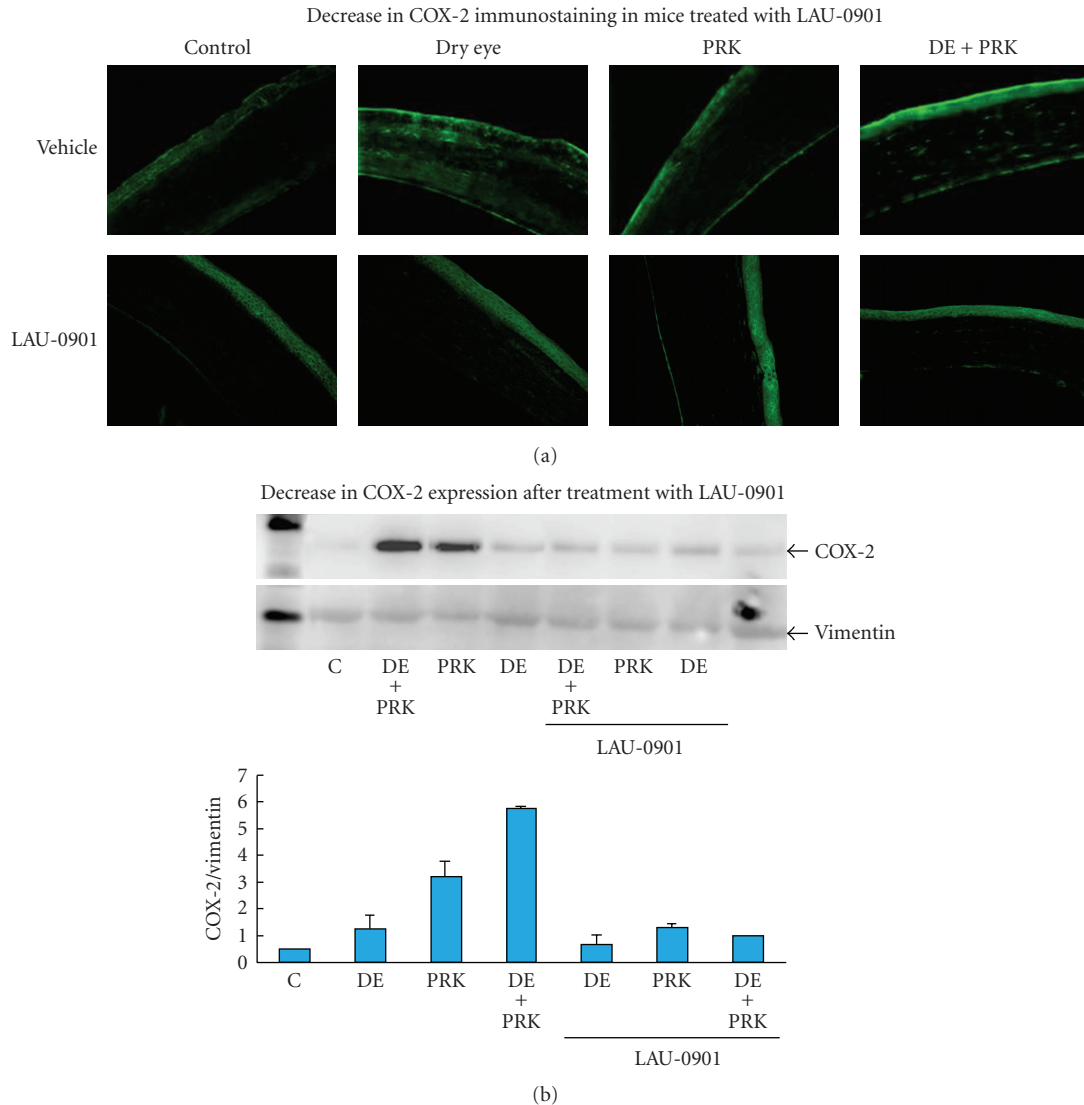 Decrease in COX-2 immunostaining in mice treated with LAU-0901
Control Dry eye PRK DE + PRK
Vehicle
LAU-0901
(a)
Decrease in COX-2 expression after treatment with LAU-0901
COX-2
Vimentin
C DE + PRK PRK DE DE + PRK PRK DE
LAU-0901
COX-2/vimentin
7
6
5
4
3
2
1
0
C DE PRK DE + PRK DE PRK DE + PRK
LAU-0901
(b)